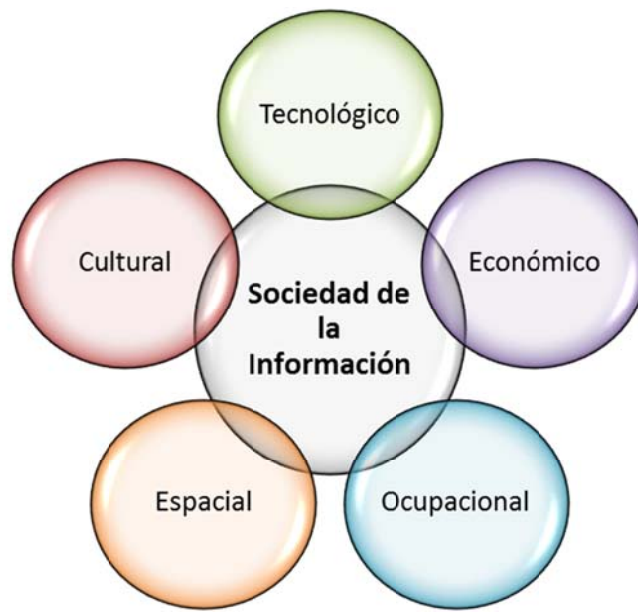 Tecnológico
Cultural
Económico
Sociedad de
la
Información
Espacial
Ocupacional